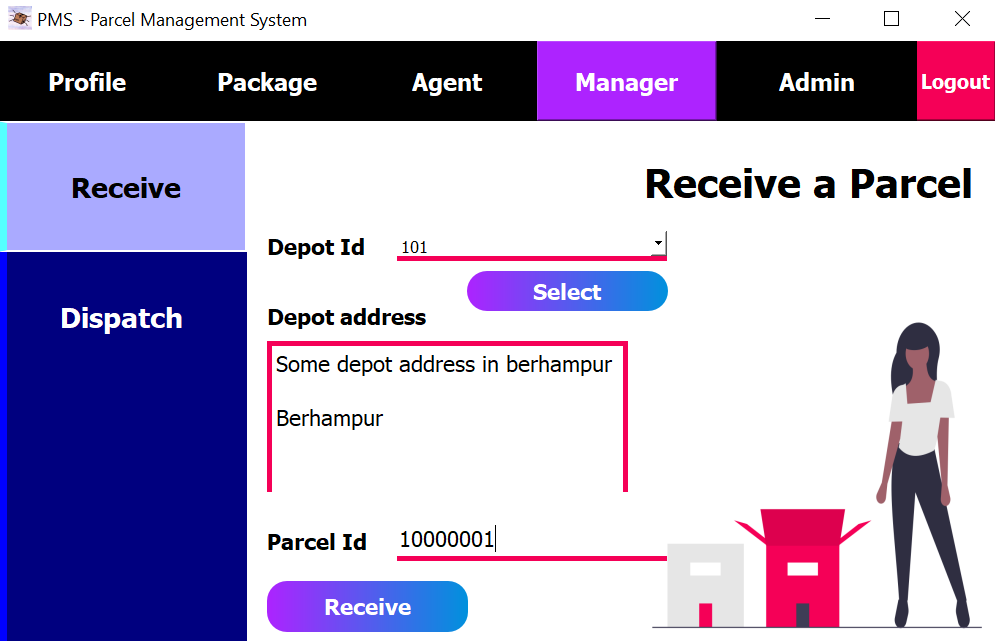 PMS - Parcel Management System
Profile Package Agent Manager Admin Logout
Receive
Dispatch
Receive a Parcel
Depot Id 101
Select
Depot address
Some depot address in berhampur
Berhampur
Parcel Id 10000001
Receive